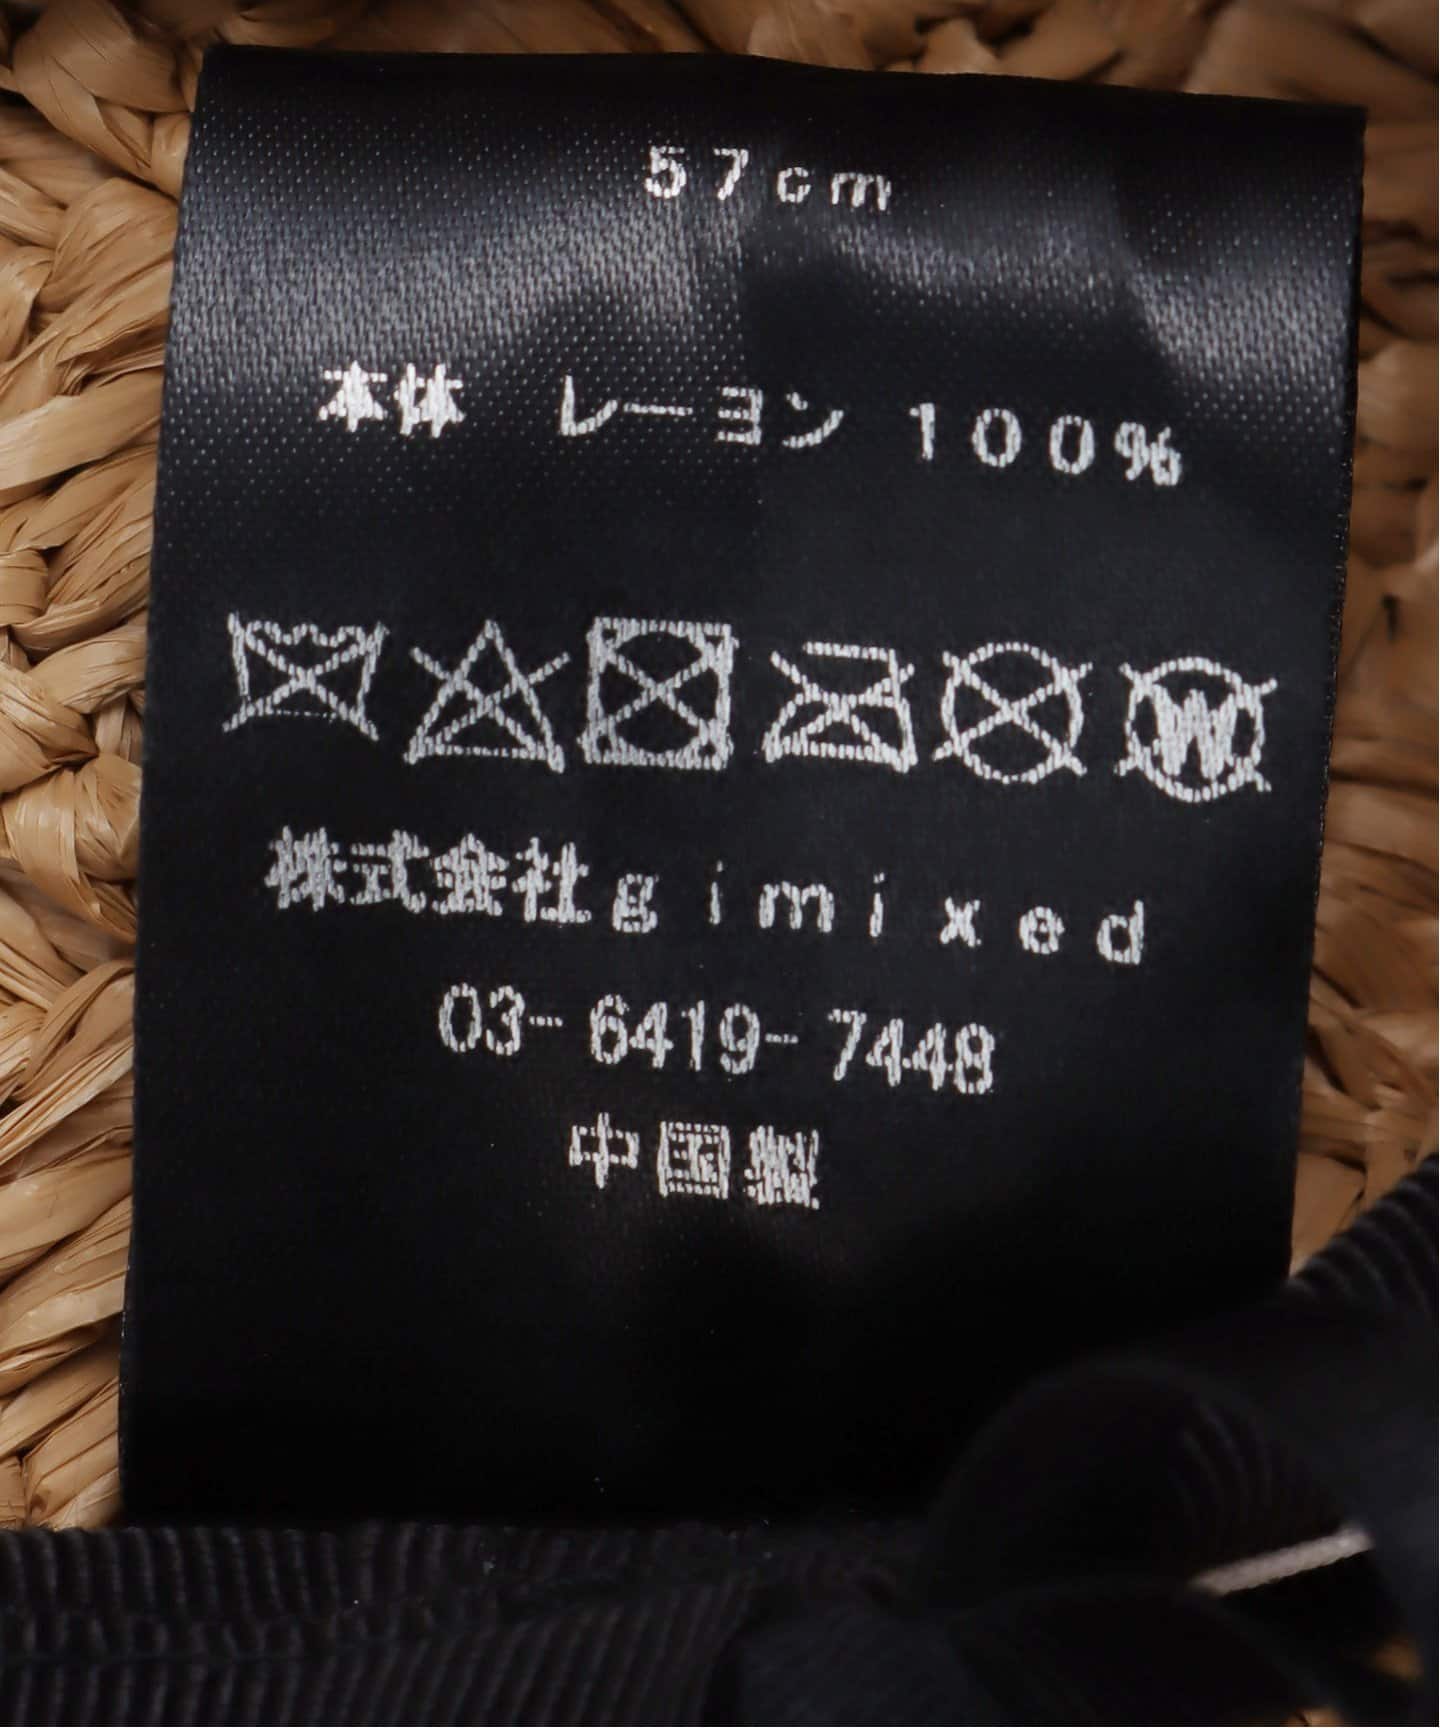 57cm
本体 レーヨン 100%
W
株式会社gimixed
03-6419-7448
中国製